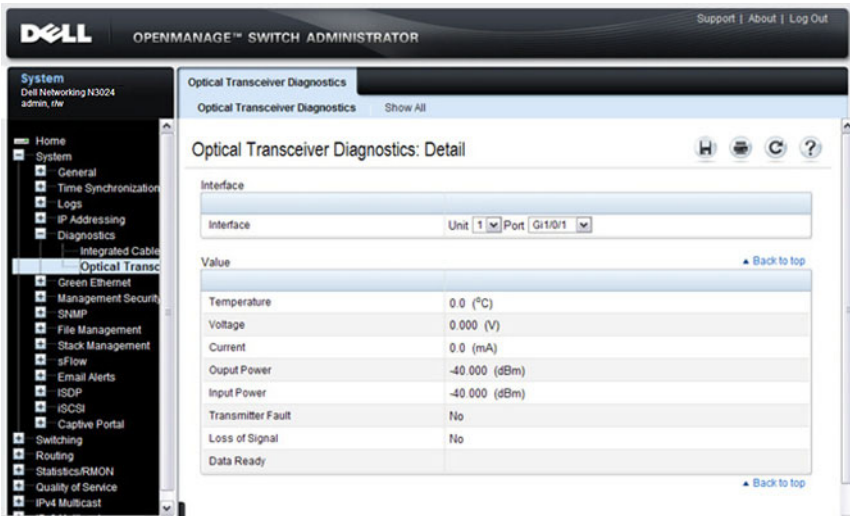 Support | About | Log Out
DELL
OPENMANAGE™ SWITCH ADMINISTRATOR
System
Dell Networking N3024
admin, r/w
Home
System
General
Time Synchronization
Logs
IP Addressing
Diagnostics
Integrated Cable
Optical Transc
Green Ethernet
Management Security
SNMP
File Management
Stack Management
sFlow
Email Alerts
ISDP
iSCSI
Captive Portal
Switching
Routing
Statistics/RMON
Quality of Service
IPv4 Multicast
Optical Transceiver Diagnostics
Optical Transceiver Diagnostics Show All
Optical Transceiver Diagnostics: Detail
Interface
Interface Unit 1 Port Gi1/0/1
Value Back to top
Temperature 0.0 (°C)
Voltage 0.000 (V)
Current 0.0 (mA)
Ouput Power -40.000 (dBm)
Input Power -40.000 (dBm)
Transmitter Fault No
Loss of Signal No
Data Ready
Back to top